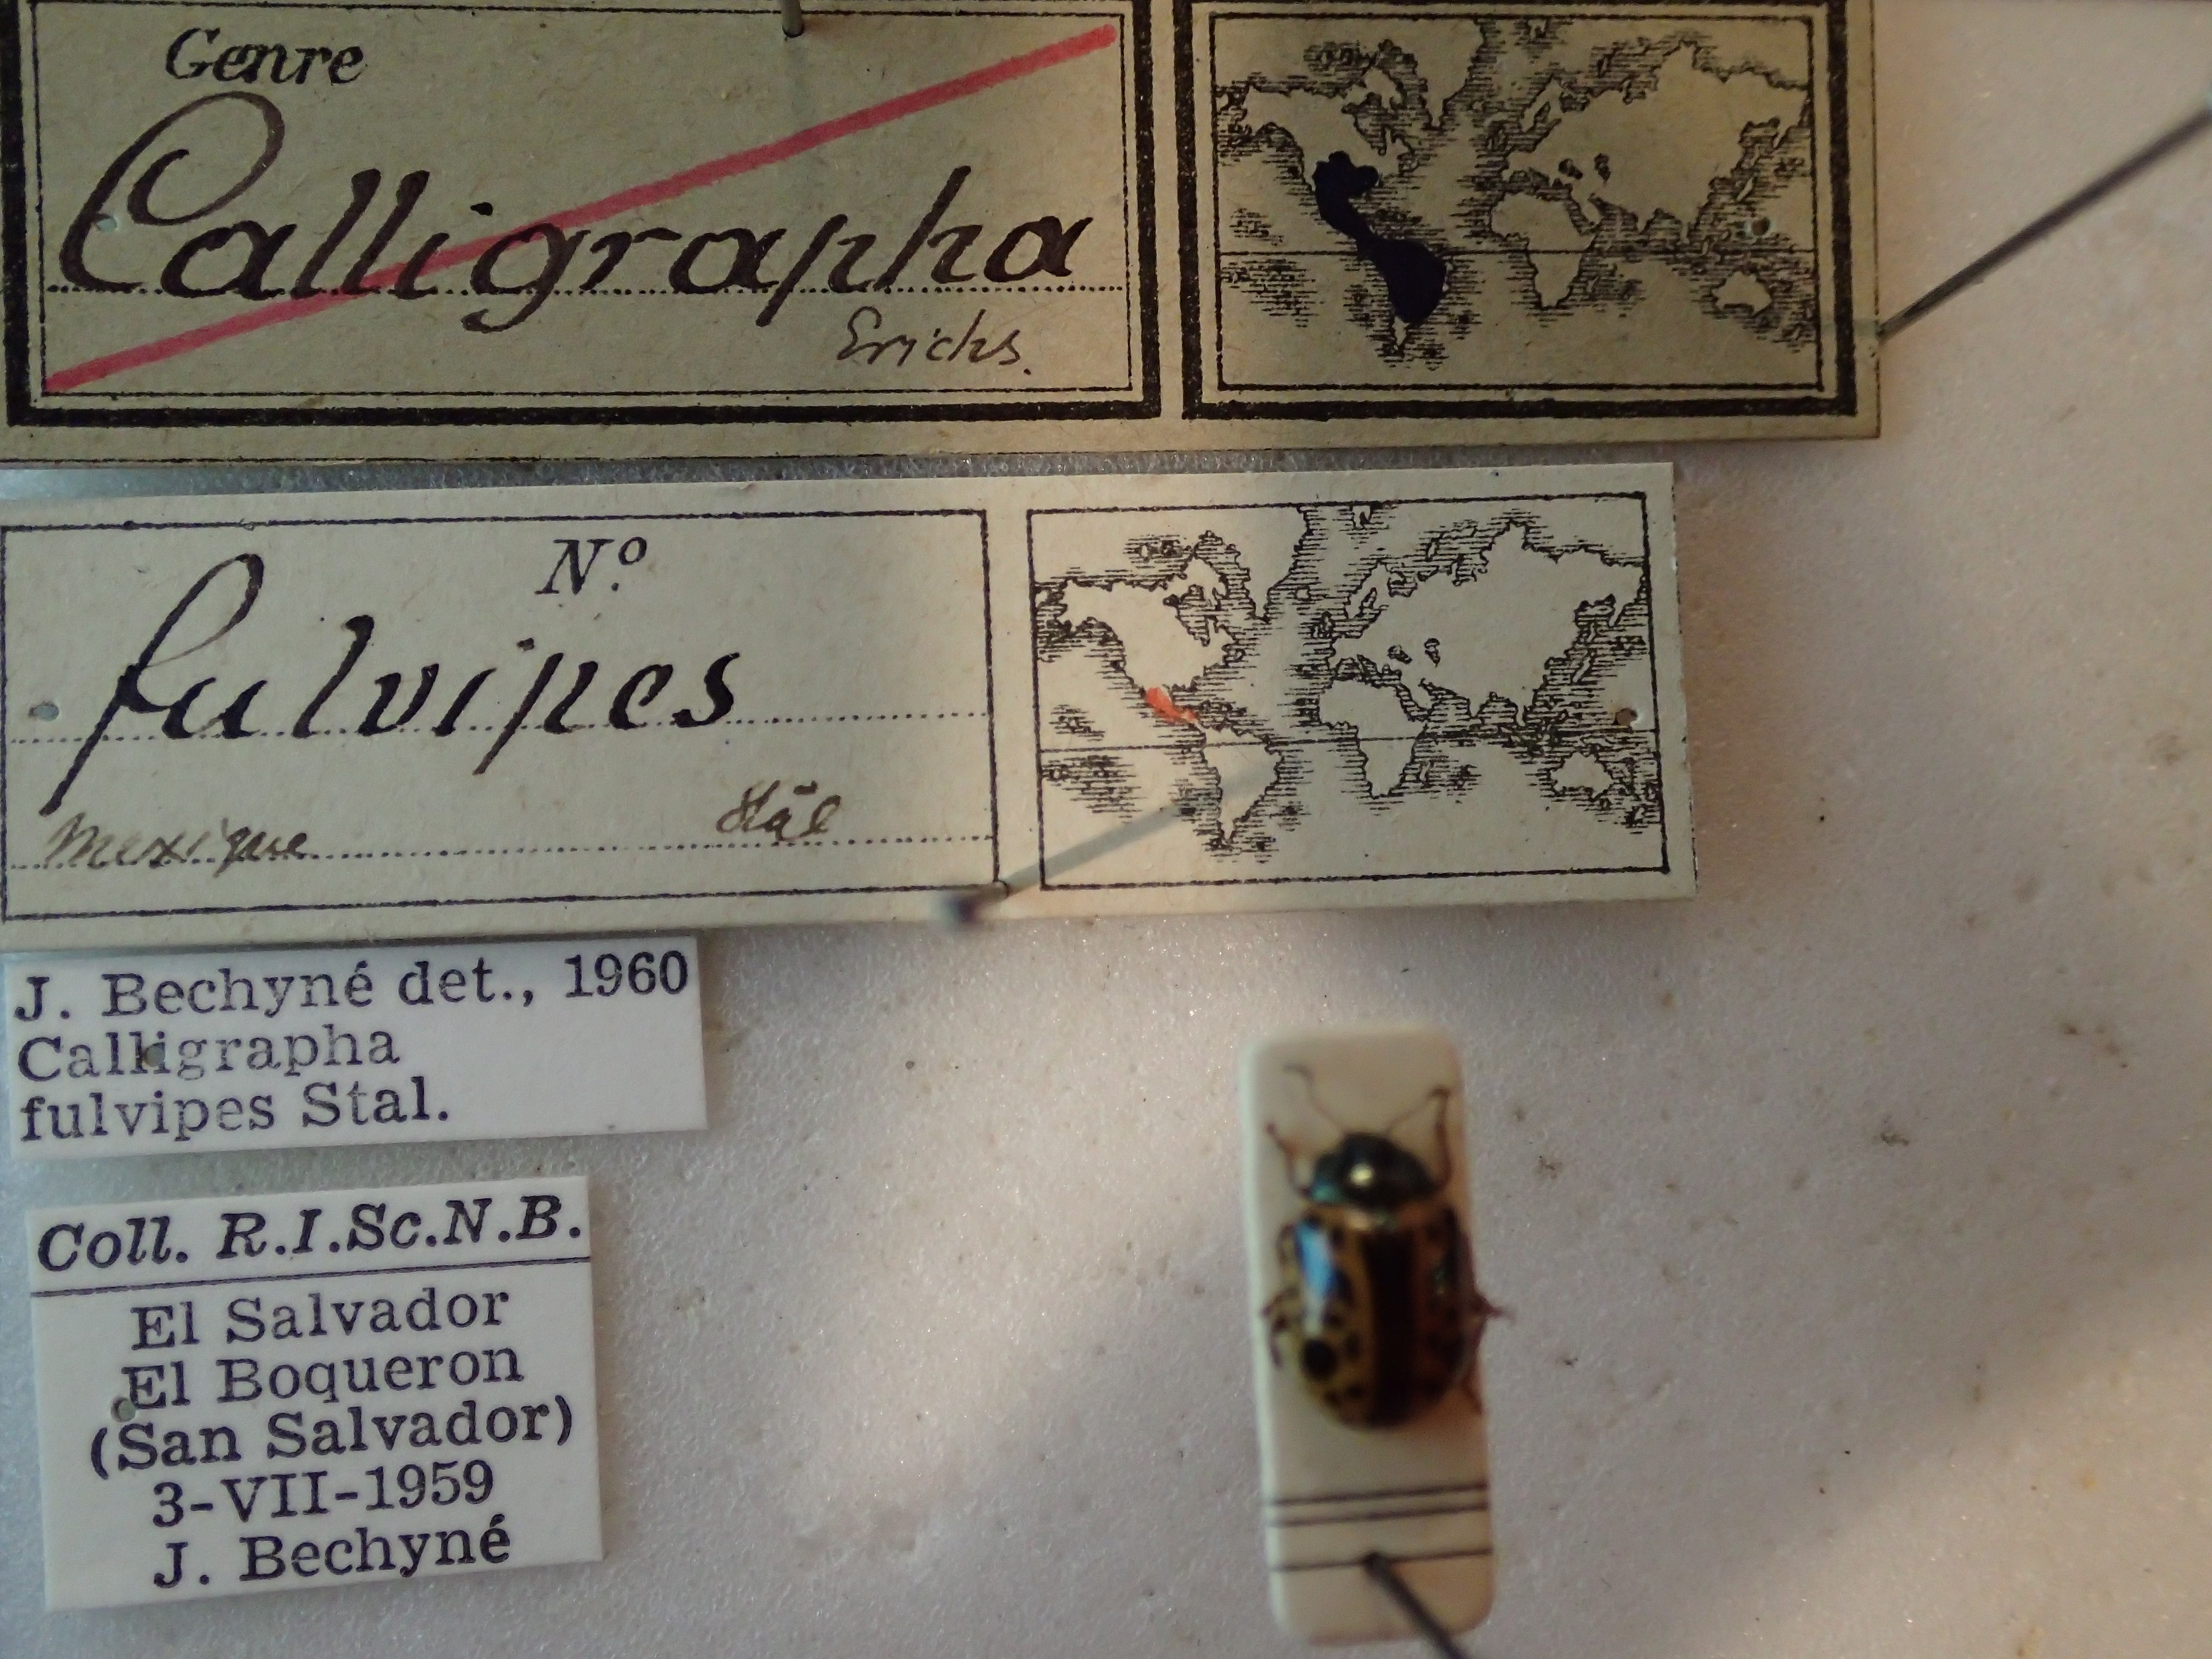 Genre
Calligrapha
Erichs.
Nº
fulvipes
Mexique Stål
J. Bechyné det., 1960
Calligrapha
fulvipes Stal.
Coll. R.I.Sc.N.B.
El Salvador
El Boqueron
(San Salvador)
3-VII-1959
J. Bechyné